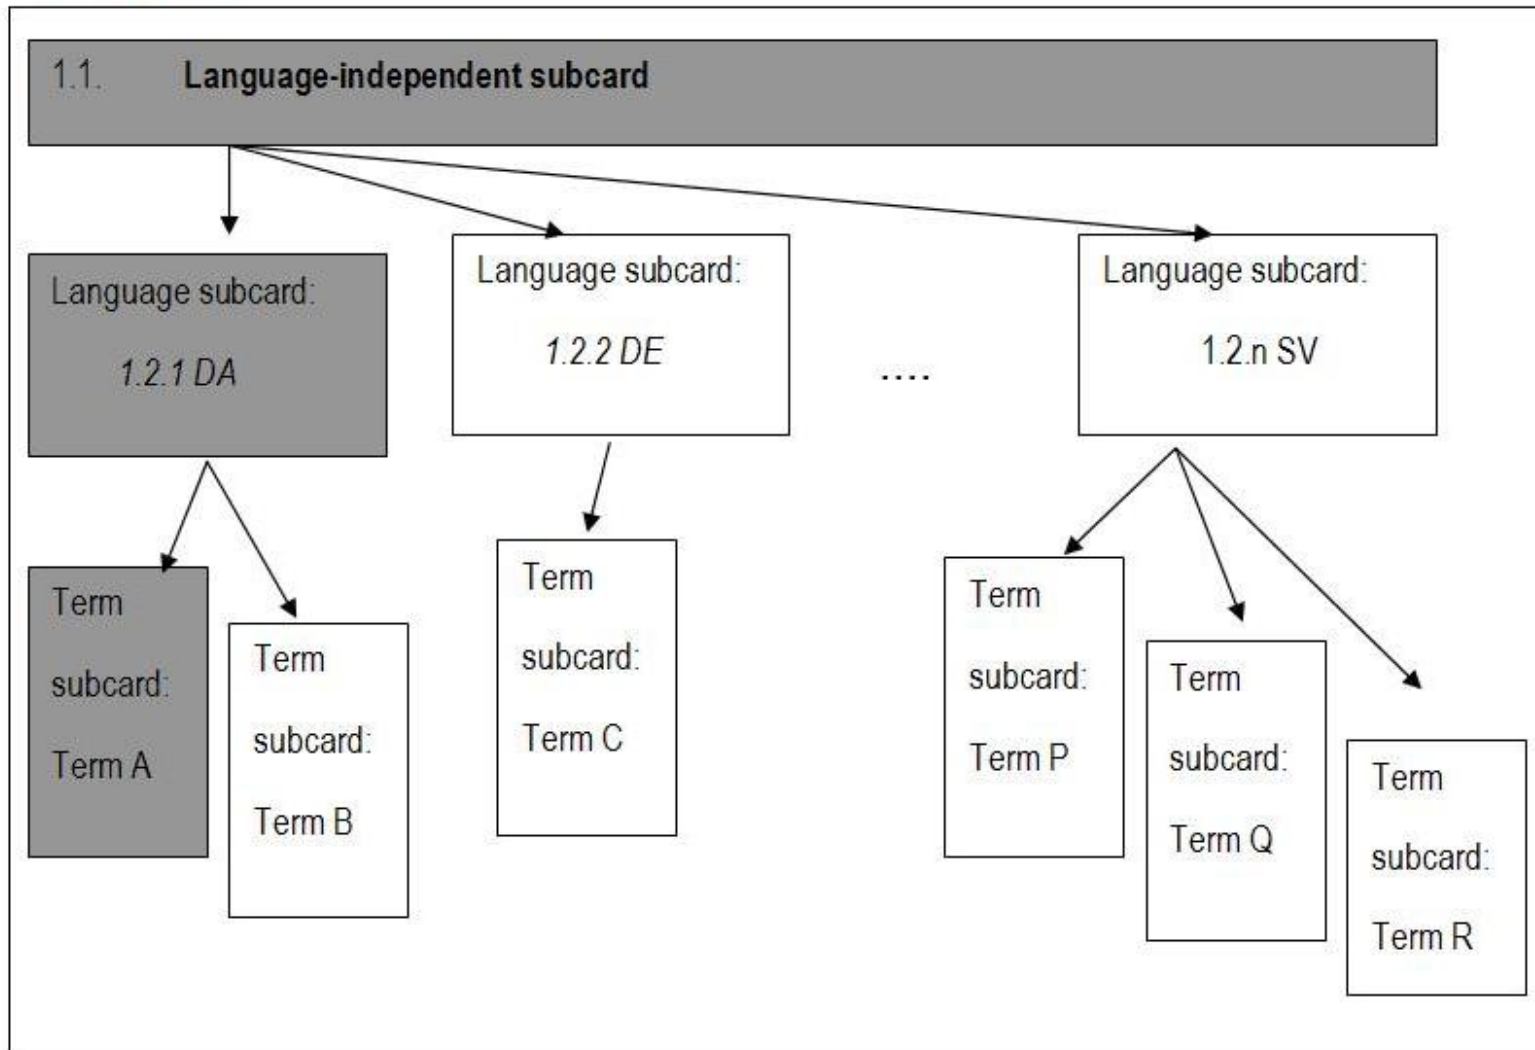 1.1. Language-independent subcard
Language subcard:
1.2.1 DA
Language subcard:
1.2.2 DE
....
Language subcard:
1.2.n SV
Term
subcard:
Term A
Term
subcard:
Term B
Term
subcard:
Term C
Term
subcard:
Term P
Term
subcard:
Term Q
Term
subcard:
Term R